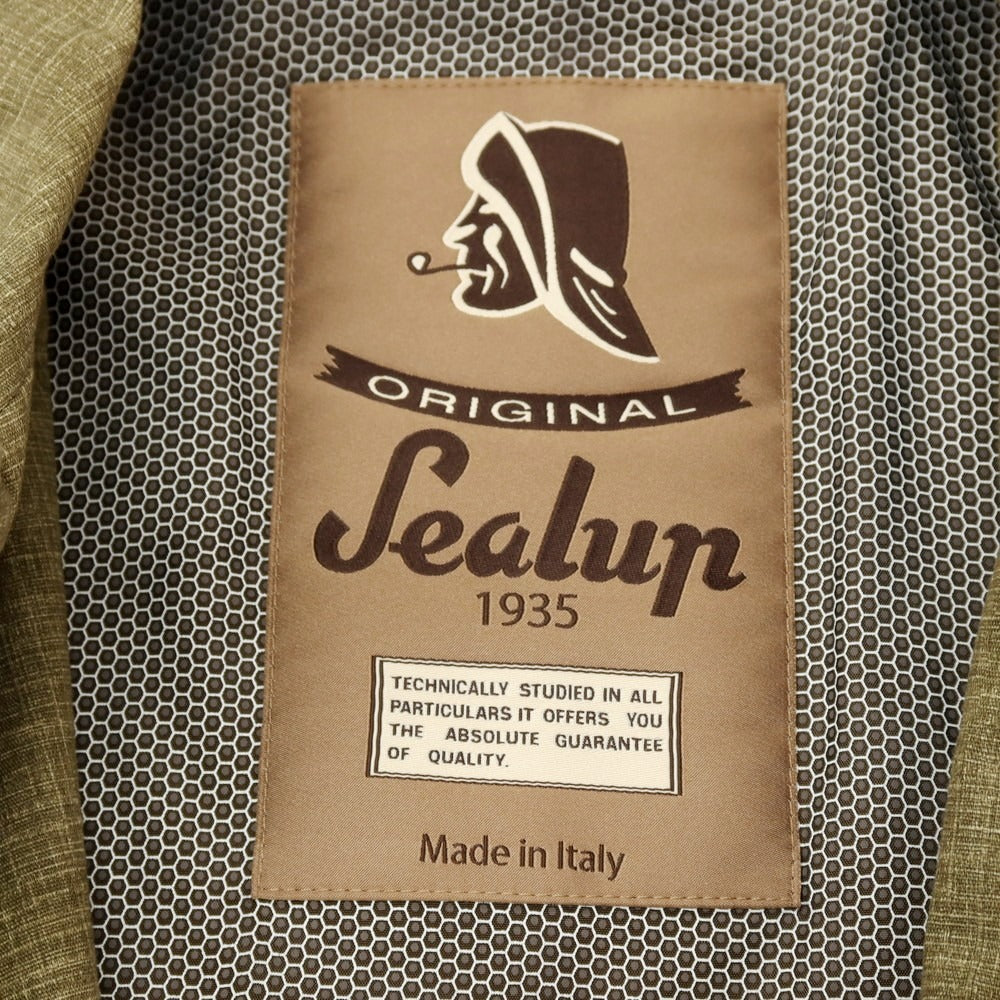 ORIGINAL
Sealup
1935
TECHNICALLY STUDIED IN ALL
PARTICULARS IT OFFERS YOU
THE ABSOLUTE GUARANTEE
OF QUALITY.
Made in Italy